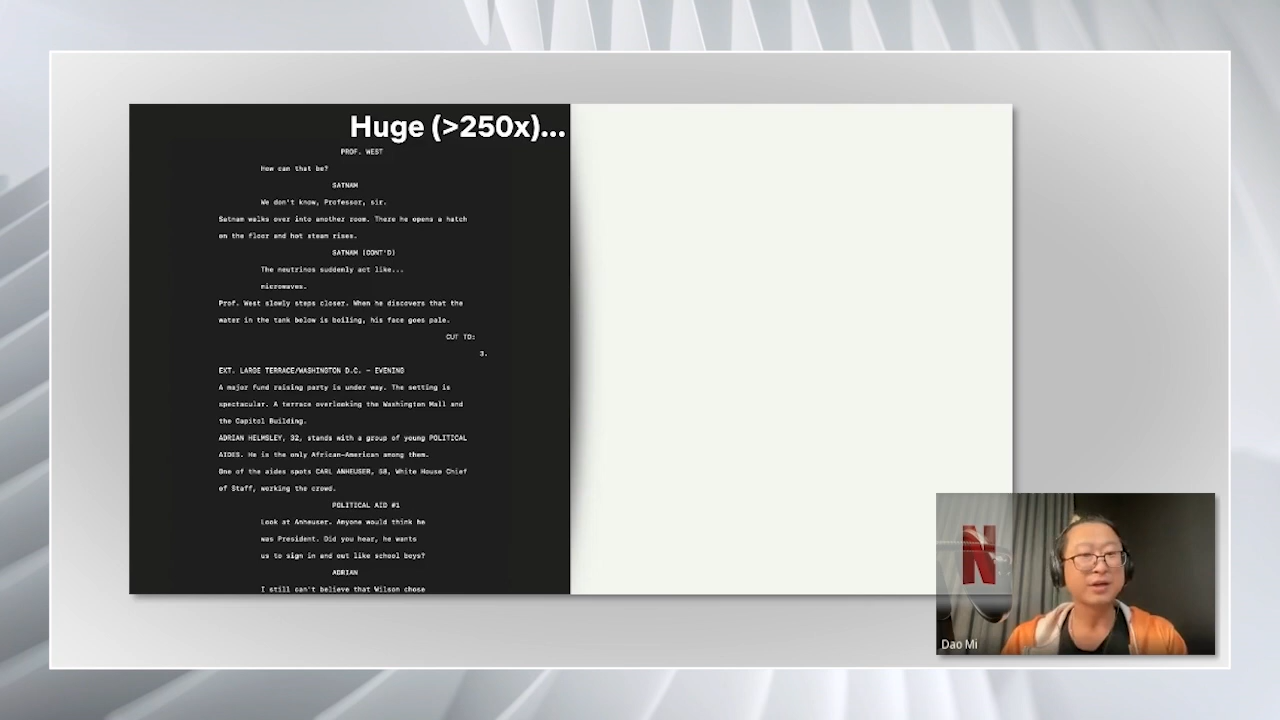 Huge (>250x)...
PROF. WEST
How can that be?
SATNAM
We don't know, Professor, sir.
Satnam walks over into another room. There he opens a hatch
on the floor and hot steam rises.
SATNAM (CONT'D)
The neutrinos suddenly act like...
microwaves.
Prof. West slowly steps closer. When he discovers that the
water in the tank below is boiling, his face goes pale.
CUT TO:
3.
EXT. LARGE TERRACE/WASHINGTON D.C. - EVENING
A major fund raising party is under way. The setting is
spectacular. A terrace overlooking the Washington Mall and
the Capitol Building.
ADRIAN HELMSLEY, 32, stands with a group of young POLITICAL
AIDES. He is the only African-American among them.
One of the aides spots CARL ANHEUSER, 58, White House Chief
of Staff, working the crowd.
POLITICAL AID #1
Look at Anheuser. Anyone would think he
was President. Did you hear, he wants
us to sign in and out like school boys?
ADRIAN
I still can't believe that Wilson chose
N
Dao Mi